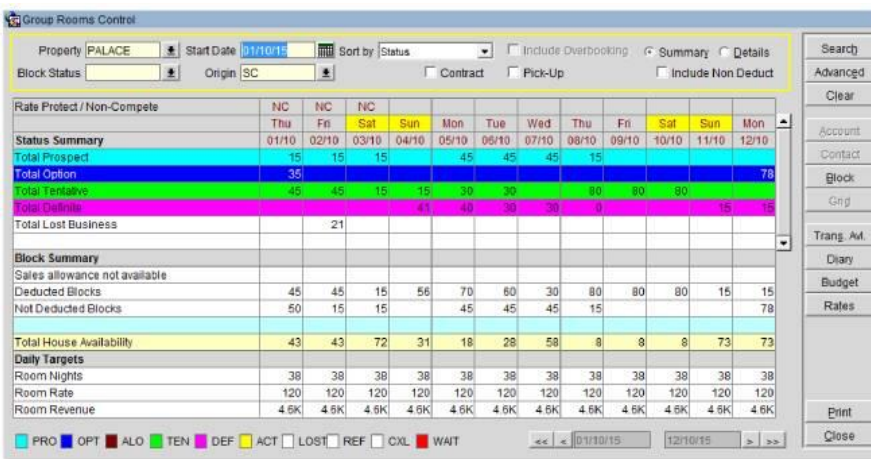 Group Rooms Control
Property PALACE Start Date 01/10/15 Sort by Status Include Overbooking Summary Details
Block Status Origin SC Contract Pick-Up Include Non Deduct
Rate Protect / Non-Compete NC NC NC
Thu Fri Sat Sun Mon Tue Wed Thu Fri Sat Sun Mon
Status Summary 01/10 02/10 03/10 04/10 05/10 06/10 07/10 08/10 09/10 10/10 11/10 12/10
Total Prospect 15 15 15 45 45 45 15
Total Option 35 78
Total Tentative 45 45 15 15 30 30 80 80 80
Total Definite 41 40 30 30 0 15 15
Total Lost Business 21
Block Summary
Sales allowance not available
Deducted Blocks 45 45 15 56 70 60 30 80 80 80 15 15
Not Deducted Blocks 50 15 15 45 45 45 15 78
Total House Availability 43 43 72 31 18 28 58 8 8 8 73 73
Daily Targets
Room Nights 38 38 38 38 38 38 38 38 38 38 38 38
Room Rate 120 120 120 120 120 120 120 120 120 120 120 120
Room Revenue 4.6K 4.6K 4.6K 4.6K 4.6K 4.6K 4.6K 4.6K 4.6K 4.6K 4.6K 4.6K
PRO OPT ALO TEN DEF ACT LOST REF CXL WAIT << < 01/10/15 12/10/15 > >>
Search
Advanced
Clear
Account
Contact
Block
Grid
Trang. Avl.
Diary
Budget
Rates
Print
Close